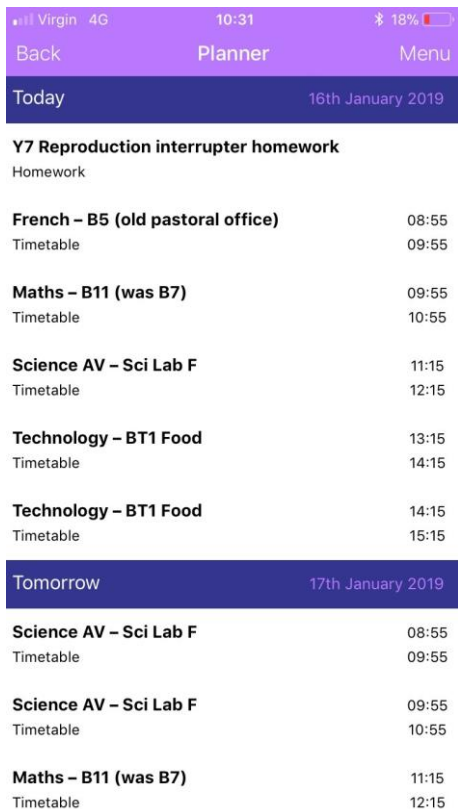 Virgin 4G 10:31 18%
Back Planner Menu
Today 16th January 2019
Y7 Reproduction interrupter homework
Homework
French – B5 (old pastoral office) 08:55
Timetable 09:55
Maths – B11 (was B7) 09:55
Timetable 10:55
Science AV – Sci Lab F 11:15
Timetable 12:15
Technology – BT1 Food 13:15
Timetable 14:15
Technology – BT1 Food 14:15
Timetable 15:15
Tomorrow 17th January 2019
Science AV – Sci Lab F 08:55
Timetable 09:55
Science AV – Sci Lab F 09:55
Timetable 10:55
Maths – B11 (was B7) 11:15
Timetable 12:15